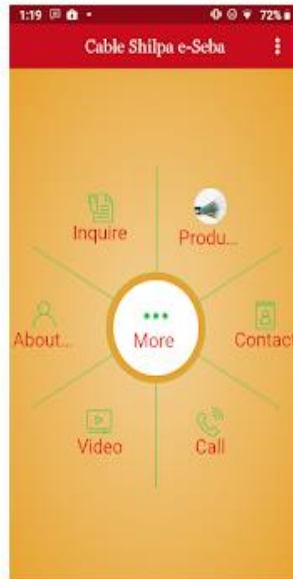 1:19 72%
Cable Shilpa e-Seba
Inquire
Produ...
About...
More
Contact
Video
Call